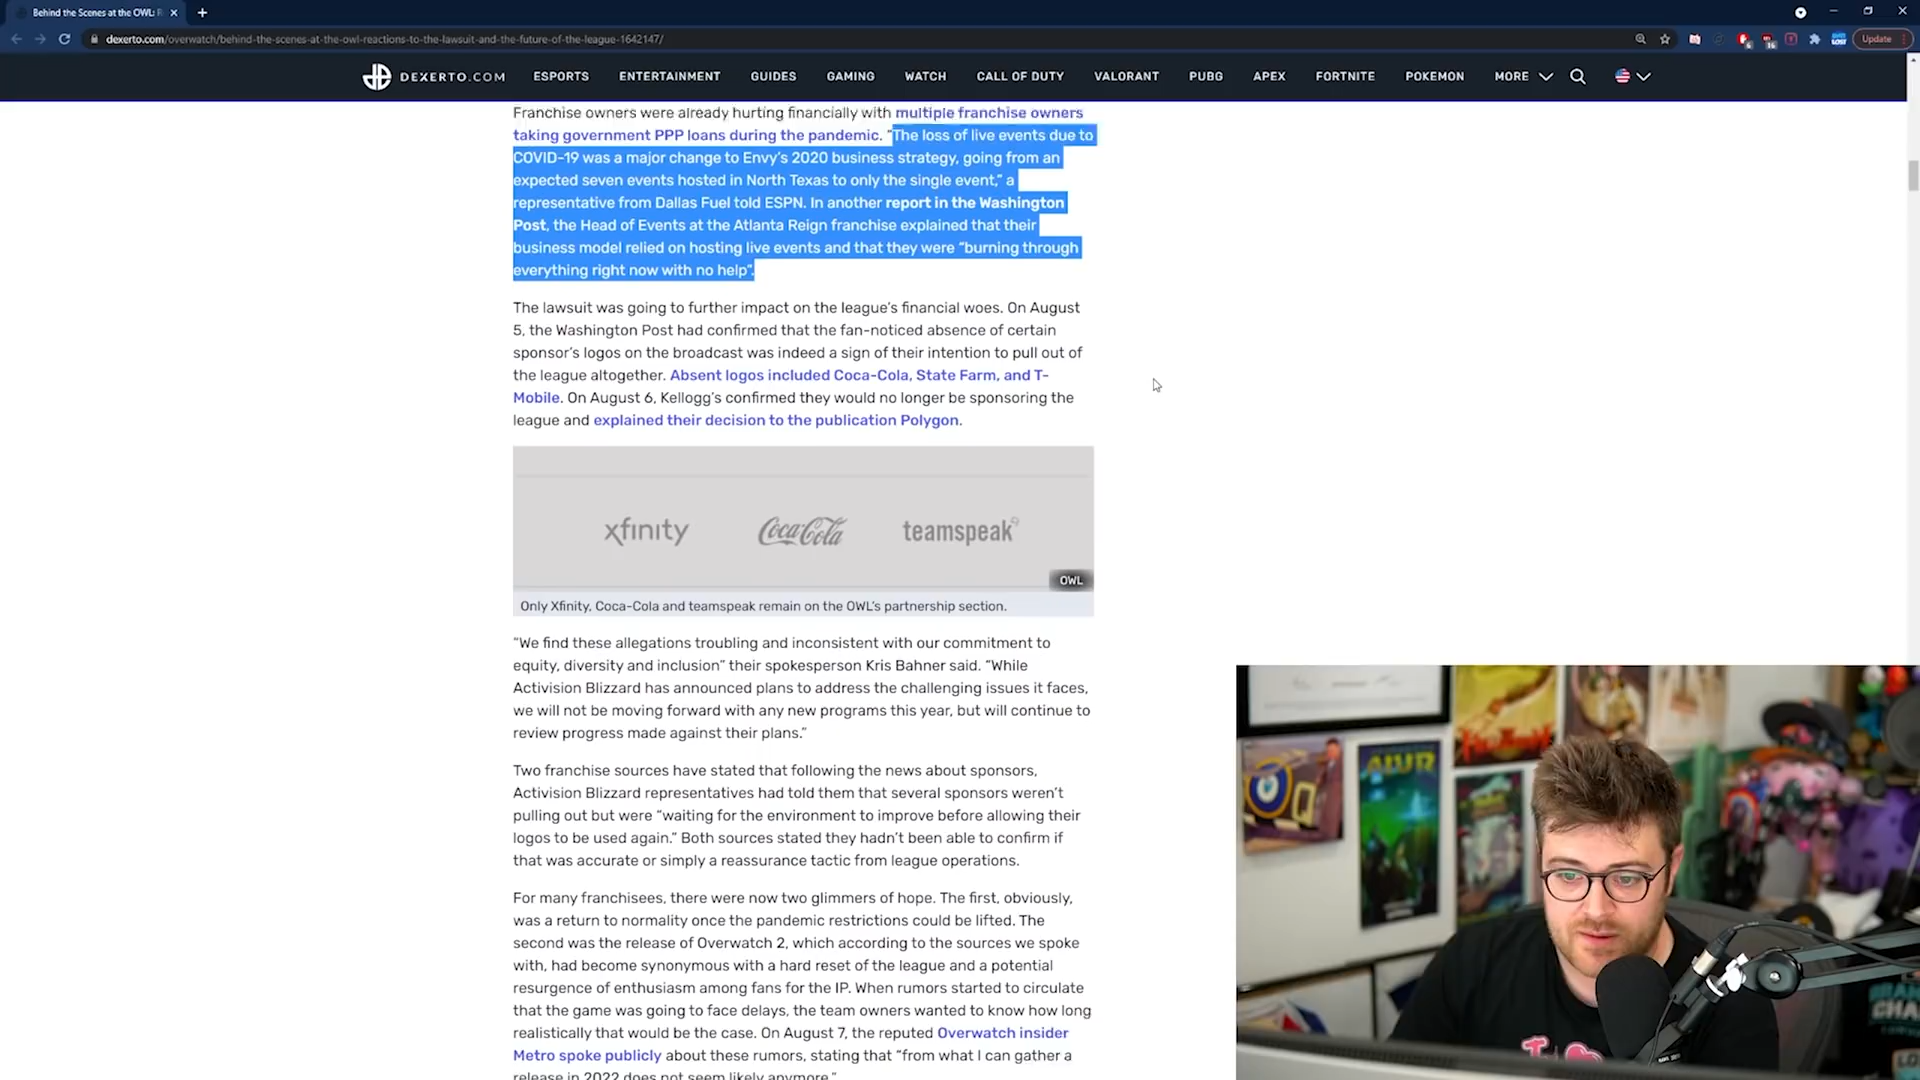 Behind the Scenes at the OWL: R
dexerto.com/overwatch/behind-the-scenes-at-the-owl-reactions-to-the-lawsuit-and-the-future-of-the-league-1642147/
Update
DEXERTO.COM
ESPORTS
ENTERTAINMENT
GUIDES
GAMING
WATCH
CALL OF DUTY
VALORANT
PUBG
APEX
FORTNITE
POKEMON
MORE
Franchise owners were already hurting financially with multiple franchise owners
taking government PPP loans during the pandemic. “The loss of live events due to
COVID-19 was a major change to Envy’s 2020 business strategy, going from an
expected seven events hosted in North Texas to only the single event,” a
representative from Dallas Fuel told ESPN. In another report in the Washington
Post, the Head of Events at the Atlanta Reign franchise explained that their
business model relied on hosting live events and that they were “burning through
everything right now with no help”.
The lawsuit was going to further impact on the league’s financial woes. On August
5, the Washington Post had confirmed that the fan-noticed absence of certain
sponsor’s logos on the broadcast was indeed a sign of their intention to pull out of
the league altogether. Absent logos included Coca-Cola, State Farm, and T-
Mobile. On August 6, Kellogg’s confirmed they would no longer be sponsoring the
league and explained their decision to the publication Polygon.
xfinity
Coca-Cola
teamspeak
OWL
Only Xfinity, Coca-Cola and teamspeak remain on the OWL’s partnership section.
“We find these allegations troubling and inconsistent with our commitment to
equity, diversity and inclusion” their spokesperson Kris Bahner said. “While
Activision Blizzard has announced plans to address the challenging issues it faces,
we will not be moving forward with any new programs this year, but will continue to
review progress made against their plans.”
Two franchise sources have stated that following the news about sponsors,
Activision Blizzard representatives had told them that several sponsors weren’t
pulling out but were “waiting for the environment to improve before allowing their
logos to be used again.” Both sources stated they hadn’t been able to confirm if
that was accurate or simply a reassurance tactic from league operations.
For many franchisees, there were now two glimmers of hope. The first, obviously,
was a return to normality once the pandemic restrictions could be lifted. The
second was the release of Overwatch 2, which according to the sources we spoke
with, had become synonymous with a hard reset of the league and a potential
resurgence of enthusiasm among fans for the IP. When rumors started to circulate
that the game was going to face delays, the team owners wanted to know how long
realistically that would be the case. On August 7, the reputed Overwatch insider
Metro spoke publicly about these rumors, stating that “from what I can gather a
release in 2022 does not seem likely anymore.”